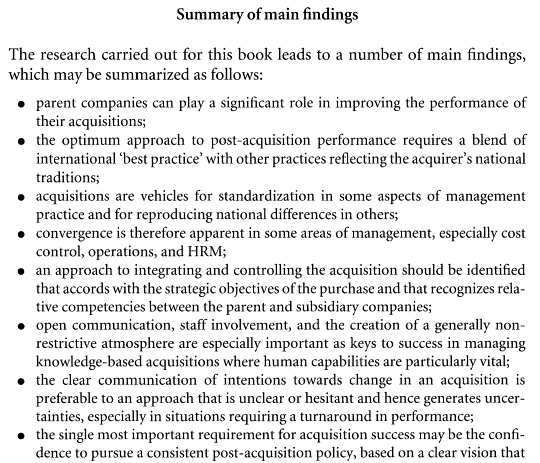 Summary of main findings
The research carried out for this book leads to a number of main findings,
which may be summarized as follows:
● parent companies can play a significant role in improving the performance of
their acquisitions;
● the optimum approach to post-acquisition performance requires a blend of
international ‘best practice’ with other practices reflecting the acquirer’s national
traditions;
● acquisitions are vehicles for standardization in some aspects of management
practice and for reproducing national differences in others;
● convergence is therefore apparent in some areas of management, especially cost
control, operations, and HRM;
● an approach to integrating and controlling the acquisition should be identified
that accords with the strategic objectives of the purchase and that recognizes rela-
tive competencies between the parent and subsidiary companies;
● open communication, staff involvement, and the creation of a generally non-
restrictive atmosphere are especially important as keys to success in managing
knowledge-based acquisitions where human capabilities are particularly vital;
● the clear communication of intentions towards change in an acquisition is
preferable to an approach that is unclear or hesitant and hence generates uncer-
tainties, especially in situations requiring a turnaround in performance;
● the single most important requirement for acquisition success may be the confi-
dence to pursue a consistent post-acquisition policy, based on a clear vision that